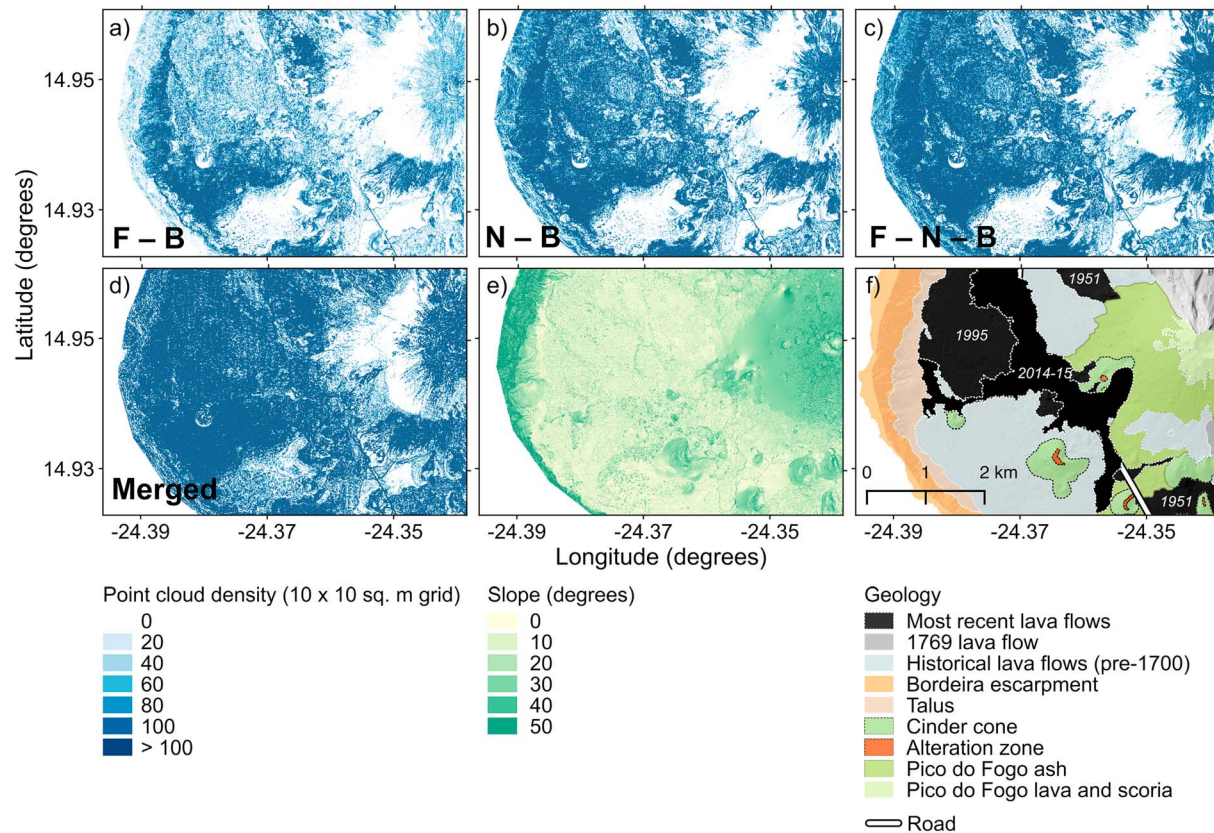 a)
b)
c)
14.95
14.93
F – B
N – B
F – N – B
Latitude (degrees)
d)
e)
f)
1951
1995
14.95
2014-15
14.93
0 1 2 km
1951
Merged
-24.39 -24.37 -24.35 -24.39 -24.37 -24.35 -24.39 -24.37 -24.35
Longitude (degrees)
Point cloud density (10 x 10 sq. m grid)
0
20
40
60
80
100
> 100
Slope (degrees)
0
10
20
30
40
50
Geology
Most recent lava flows
1769 lava flow
Historical lava flows (pre-1700)
Bordeira escarpment
Talus
Cinder cone
Alteration zone
Pico do Fogo ash
Pico do Fogo lava and scoria
Road